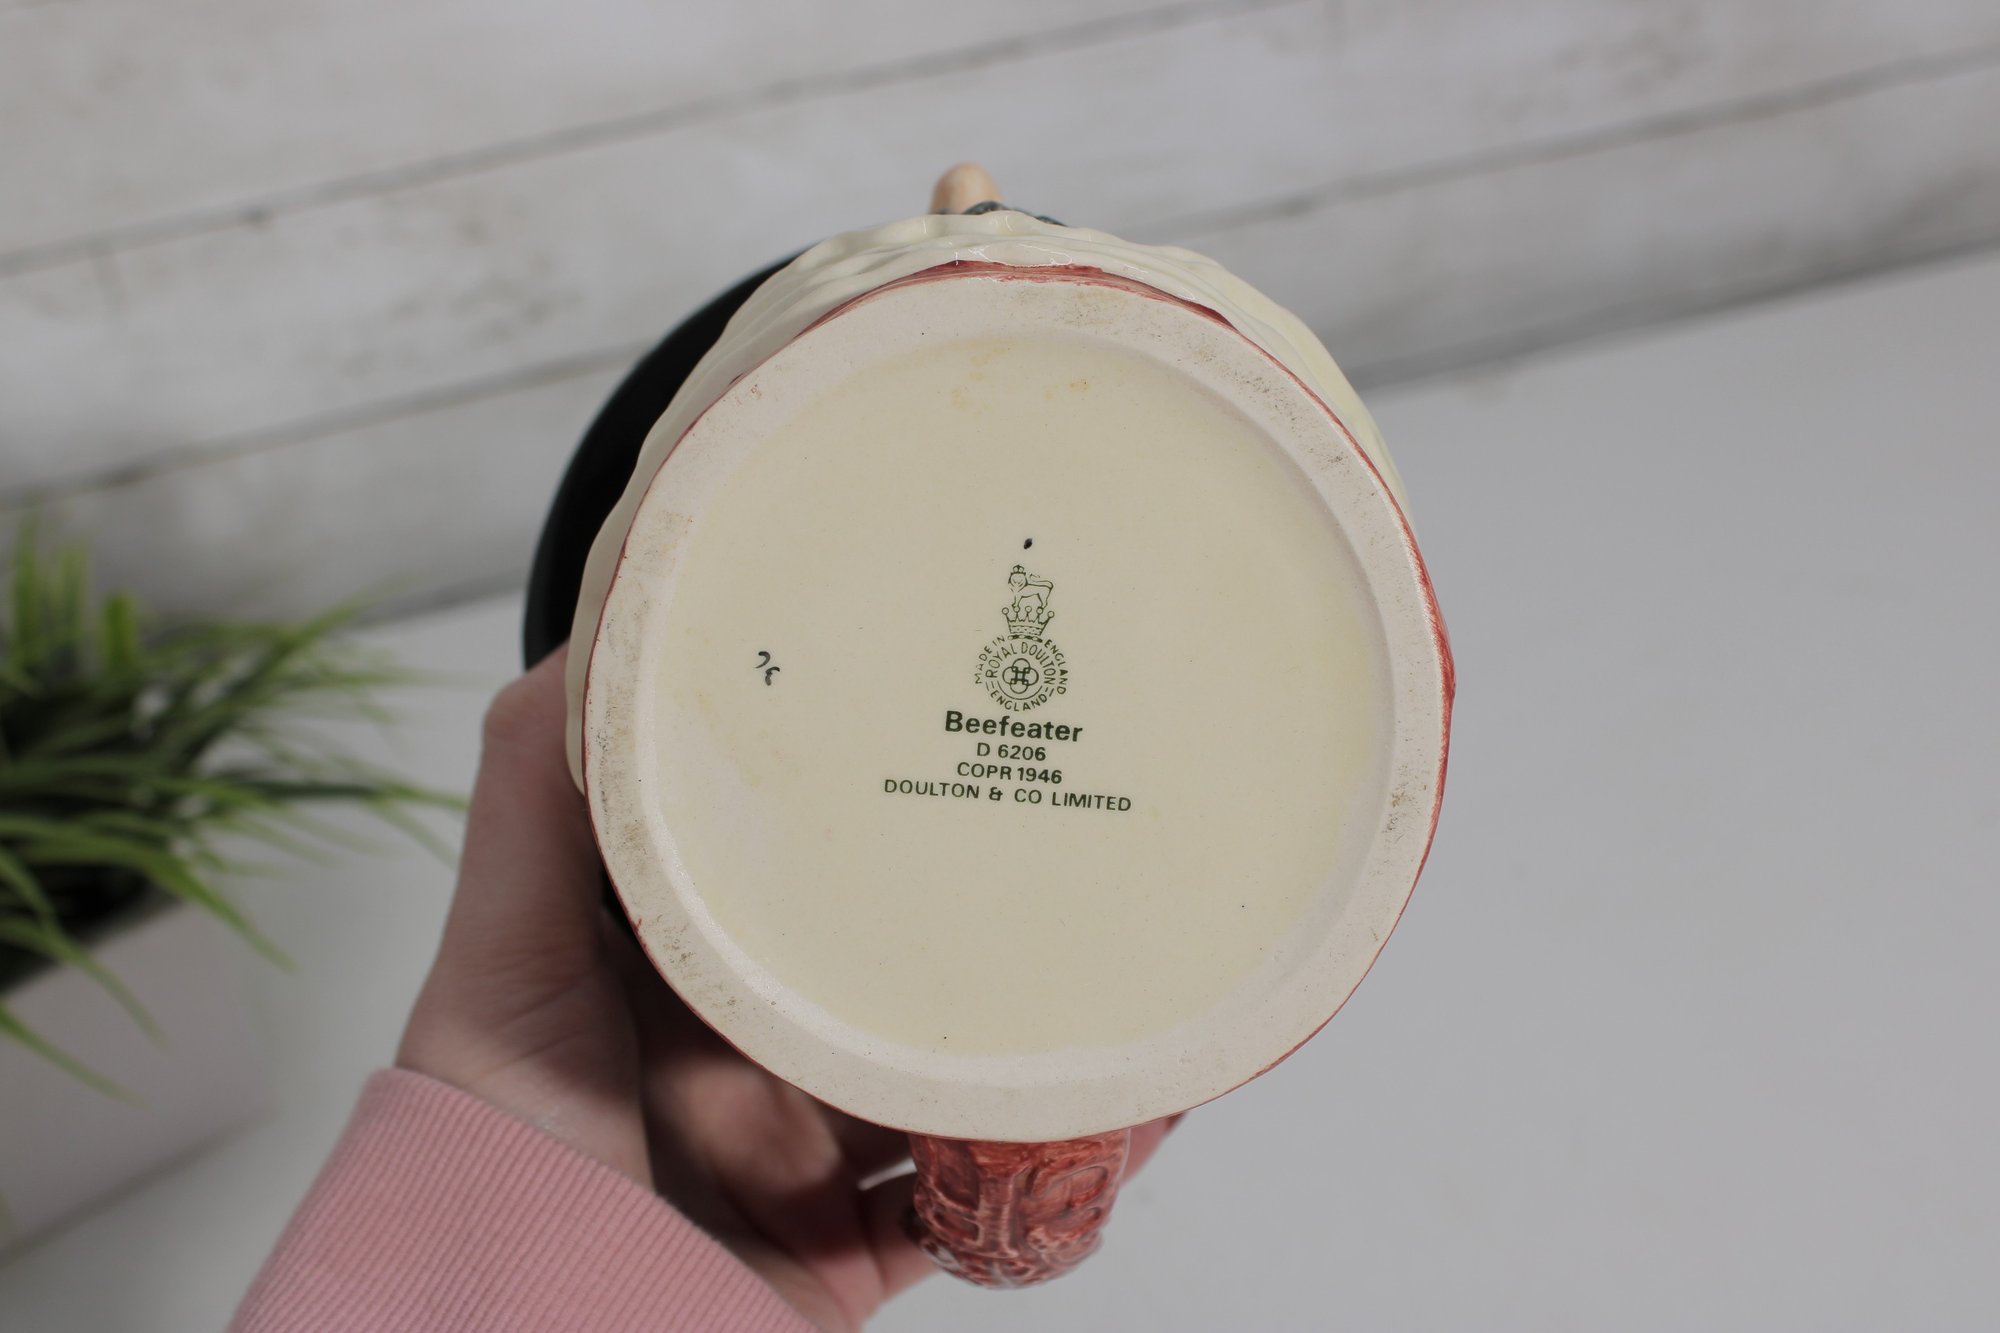 MADE IN ENGLAND
ROYAL DOULTON
ENGLAND
Beefeater
D 6206
COPR 1946
DOULTON & CO LIMITED